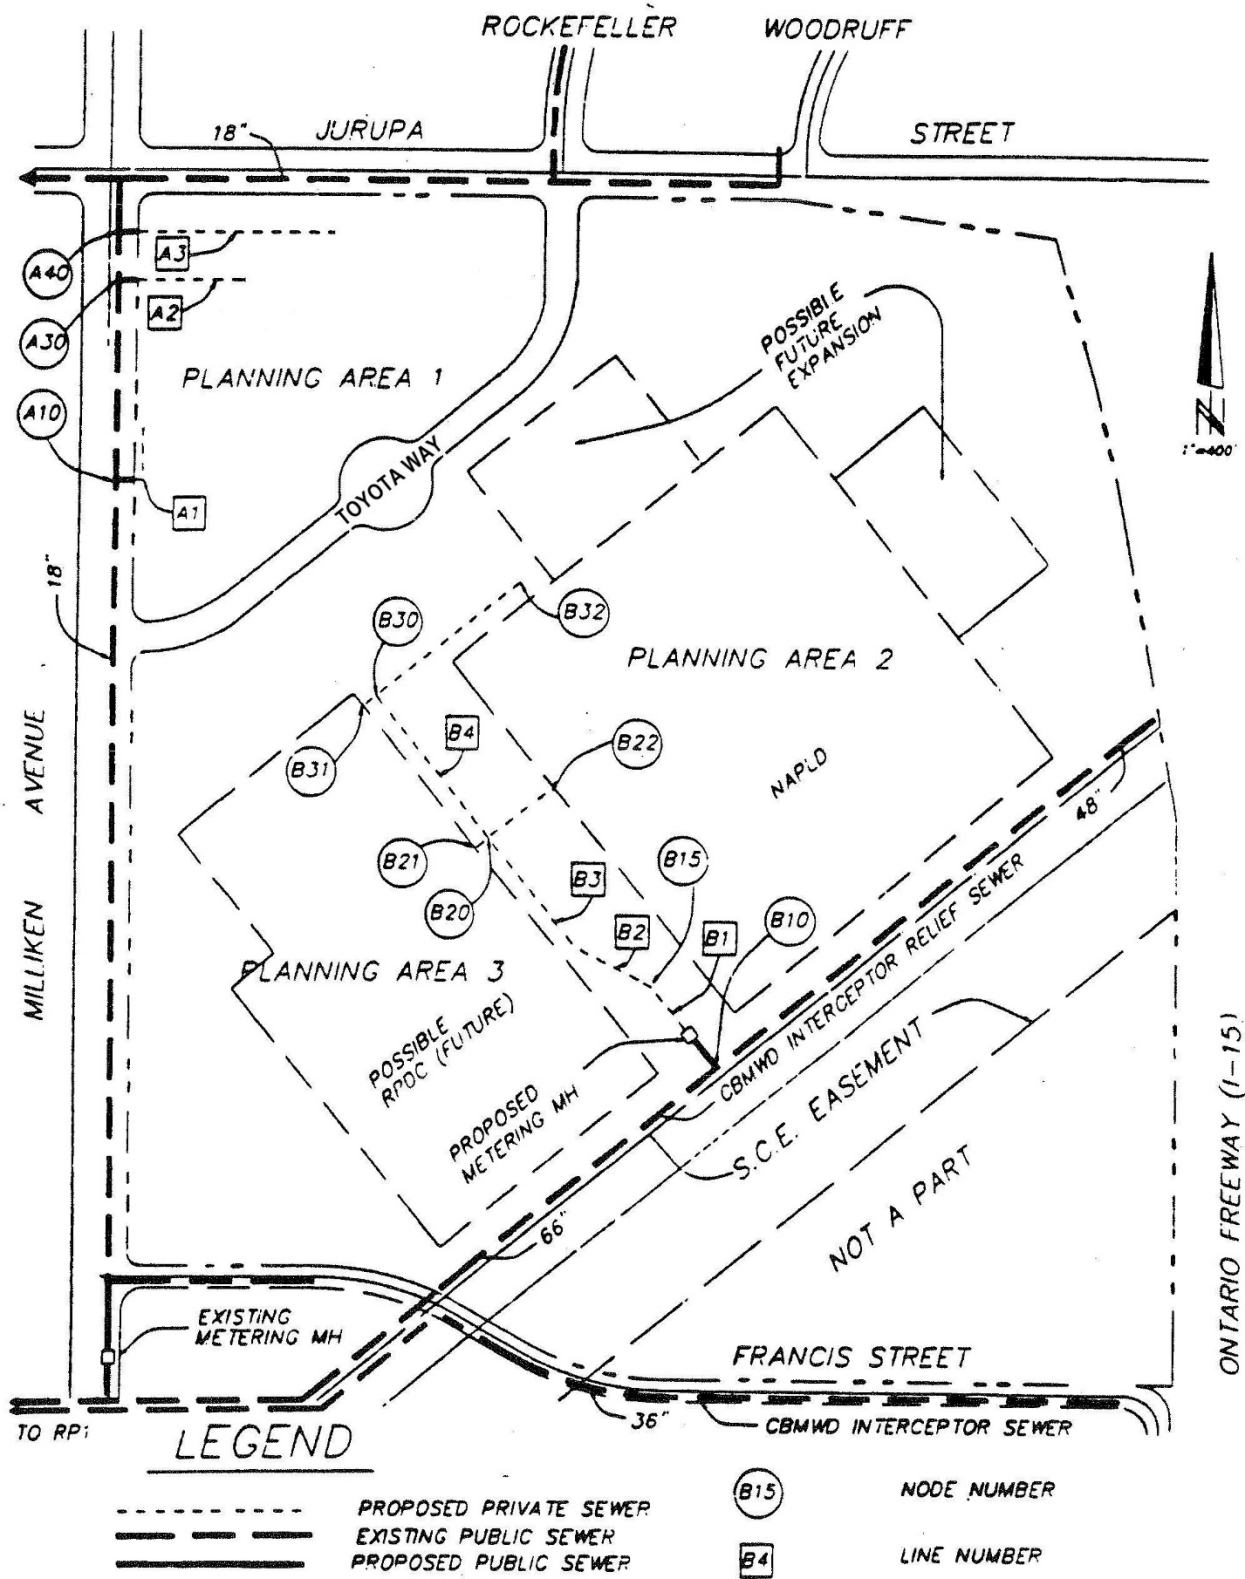 ROCKEFELLER
WOODRUFF
18"
JURUPA
STREET
A3
A40
A2
A30
POSSIBLE
FUTURE
EXPANSION
PLANNING AREA 1
A10
N
1"=400'
TOYOTA WAY
A1
18"
B30
B32
PLANNING AREA 2
B4
B22
B31
NAPLD
MILLIKEN AVENUE
48"
B21
B15
B3
B20
B2
B1
B10
CBMWD INTERCEPTOR RELIEF SEWER
PLANNING AREA 3
POSSIBLE
RPDC (FUTURE)
PROPOSED
METERING MH
S.C.E. EASEMENT
NOT A PART
66"
ONTARIO FREEWAY (I-15)
EXISTING
METERING MH
FRANCIS STREET
36"
CBMWD INTERCEPTOR SEWER
TO RP1
LEGEND
PROPOSED PRIVATE SEWER
EXISTING PUBLIC SEWER
PROPOSED PUBLIC SEWER
B15
NODE NUMBER
B4
LINE NUMBER